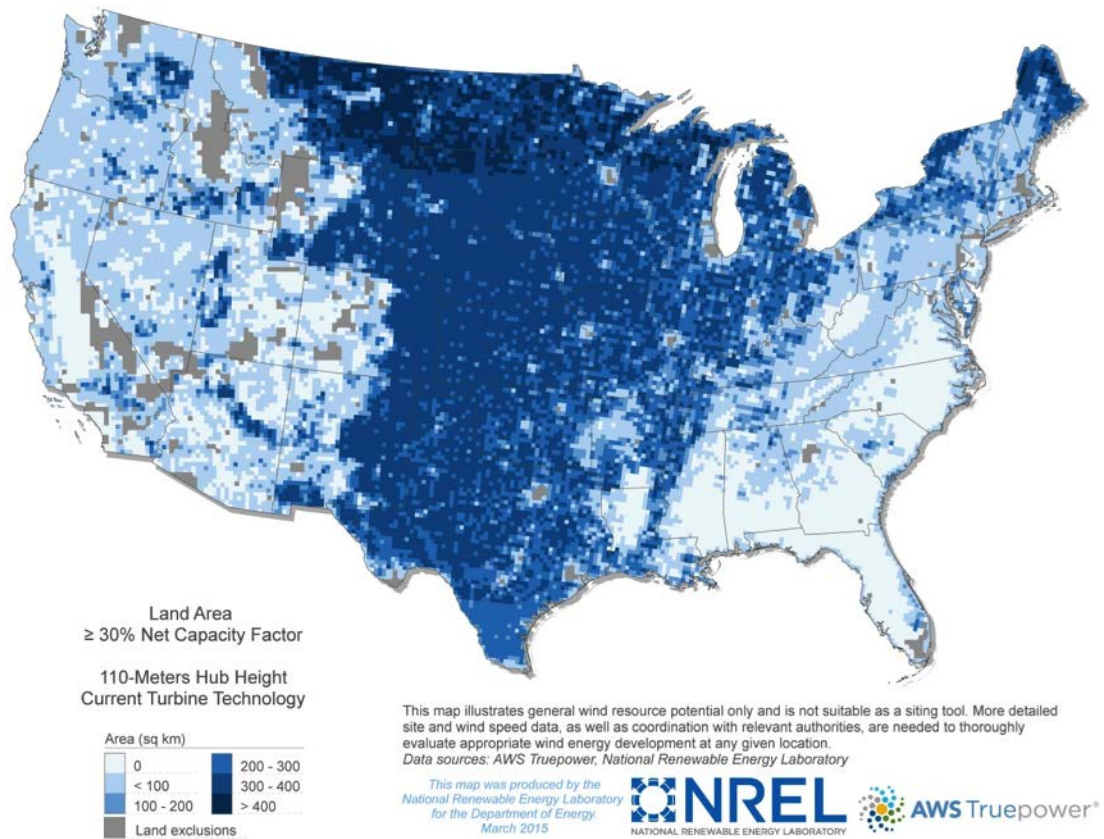 Land Area
≥ 30% Net Capacity Factor
110-Meters Hub Height
Current Turbine Technology
Area (sq km)
0
< 100
100 - 200
200 - 300
300 - 400
> 400
Land exclusions
This map illustrates general wind resource potential only and is not suitable as a siting tool. More detailed
site and wind speed data, as well as coordination with relevant authorities, are needed to thoroughly
evaluate appropriate wind energy development at any given location.
Data sources: AWS Truepower, National Renewable Energy Laboratory
This map was produced by the
National Renewable Energy Laboratory
for the Department of Energy.
March 2015
NREL
NATIONAL RENEWABLE ENERGY LABORATORY
AWS Truepower®